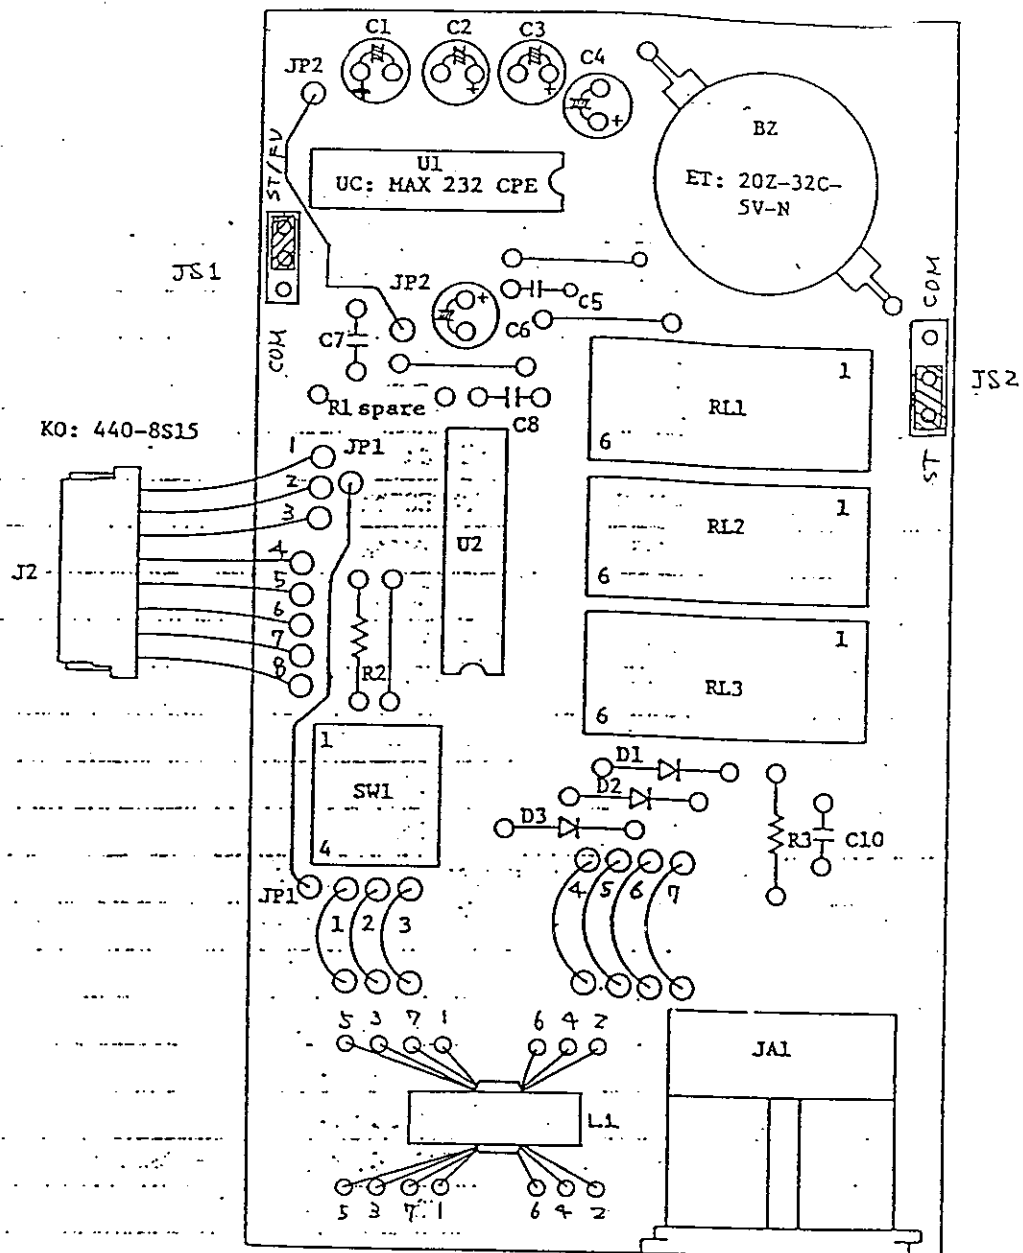 C1 C2 C3
C4
JP2
+ + + +
BZ
ET: 20Z-32C-
5V-N
ST/FV
U1
UC: MAX 232 CPE
JS1
COM
JP2
+
C5
C6
C7
COM
JS2
ST
R1 spare
C8
RL1
1
6
KO: 440-8S15
JP1
1
2
3
4
5
6
7
8
J2
U2
RL2
1
6
R2
RL3
1
6
SW1
1
4
D1
D2
D3
R3 C10
JP1
1 2 3
4 5 6 7
5 3 7 1 6 4 2
JA1
L1
5 3 7 1 6 4 2